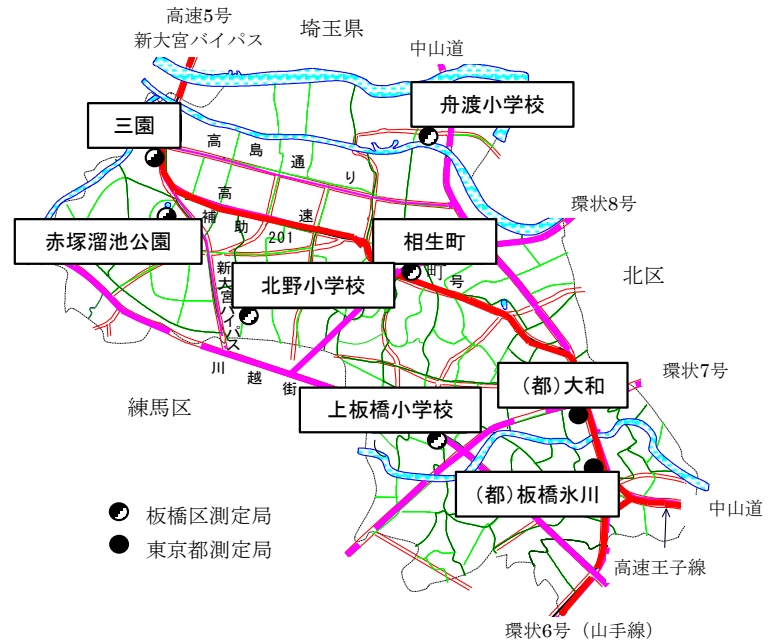 高速5号
新大宮バイパス
埼玉県
中山道
舟渡小学校
三園
高島通り
高速
補助201
環状8号
赤塚溜池公園
相生町
町
号
北区
北野小学校
新大宮バイパス
川越街
環状7号
(都)大和
練馬区
上板橋小学校
(都)板橋氷川
中山道
板橋区測定局
東京都測定局
高速王子線
環状6号(山手線)